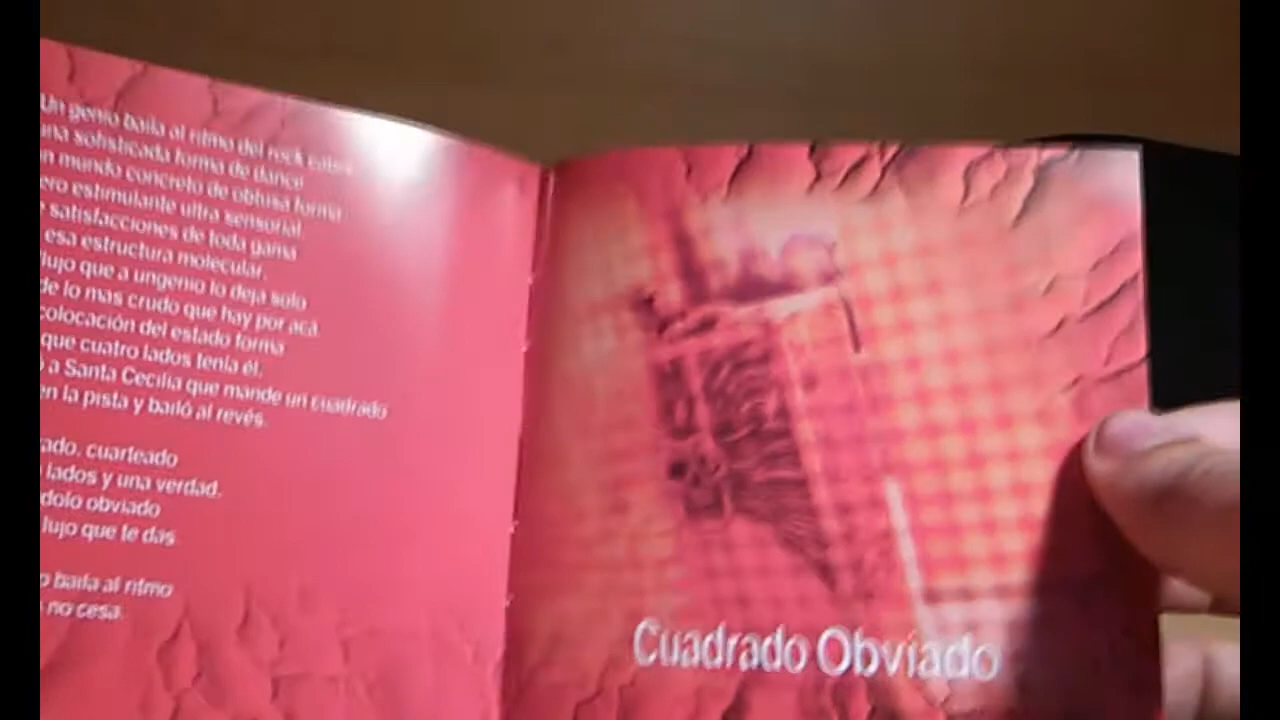 Un genio baila al ritmo del rock
una sofisticada forma de dance
un mundo concreto de obtusa forma
ero estimulante ultra sensorial
satisfacciones de toda gama
esa estructura molecular,
lujo que a ungenio lo deja solo
de lo mas crudo que hay por acá
colocación del estado forma
que cuatro lados tenía él.
a Santa Cecilia que mande un cuadrado
en la pista y bailó al revés.
ado, cuarteado
lados y una verdad.
dolo obviado
lujo que te das
baila al ritmo
no cesa.
Cuadrado Obviado